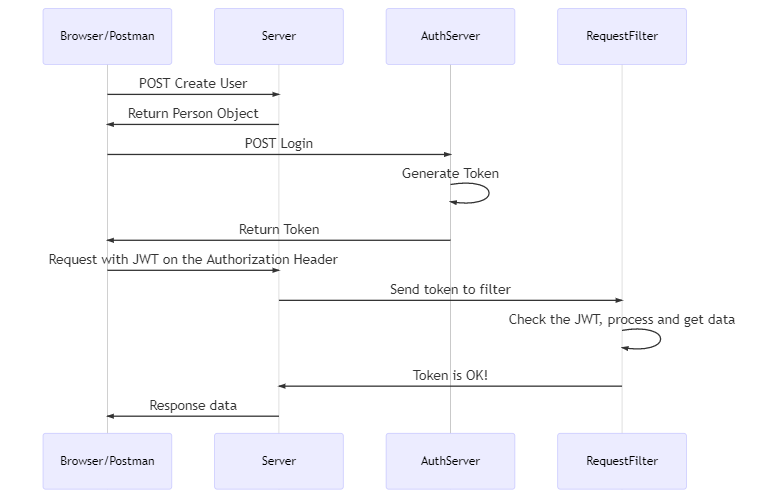 Browser/Postman
Server
AuthServer
RequestFilter
POST Create User
Return Person Object
POST Login
Generate Token
Return Token
Request with JWT on the Authorization Header
Send token to filter
Check the JWT, process and get data
Token is OK!
Response data
Browser/Postman
Server
AuthServer
RequestFilter